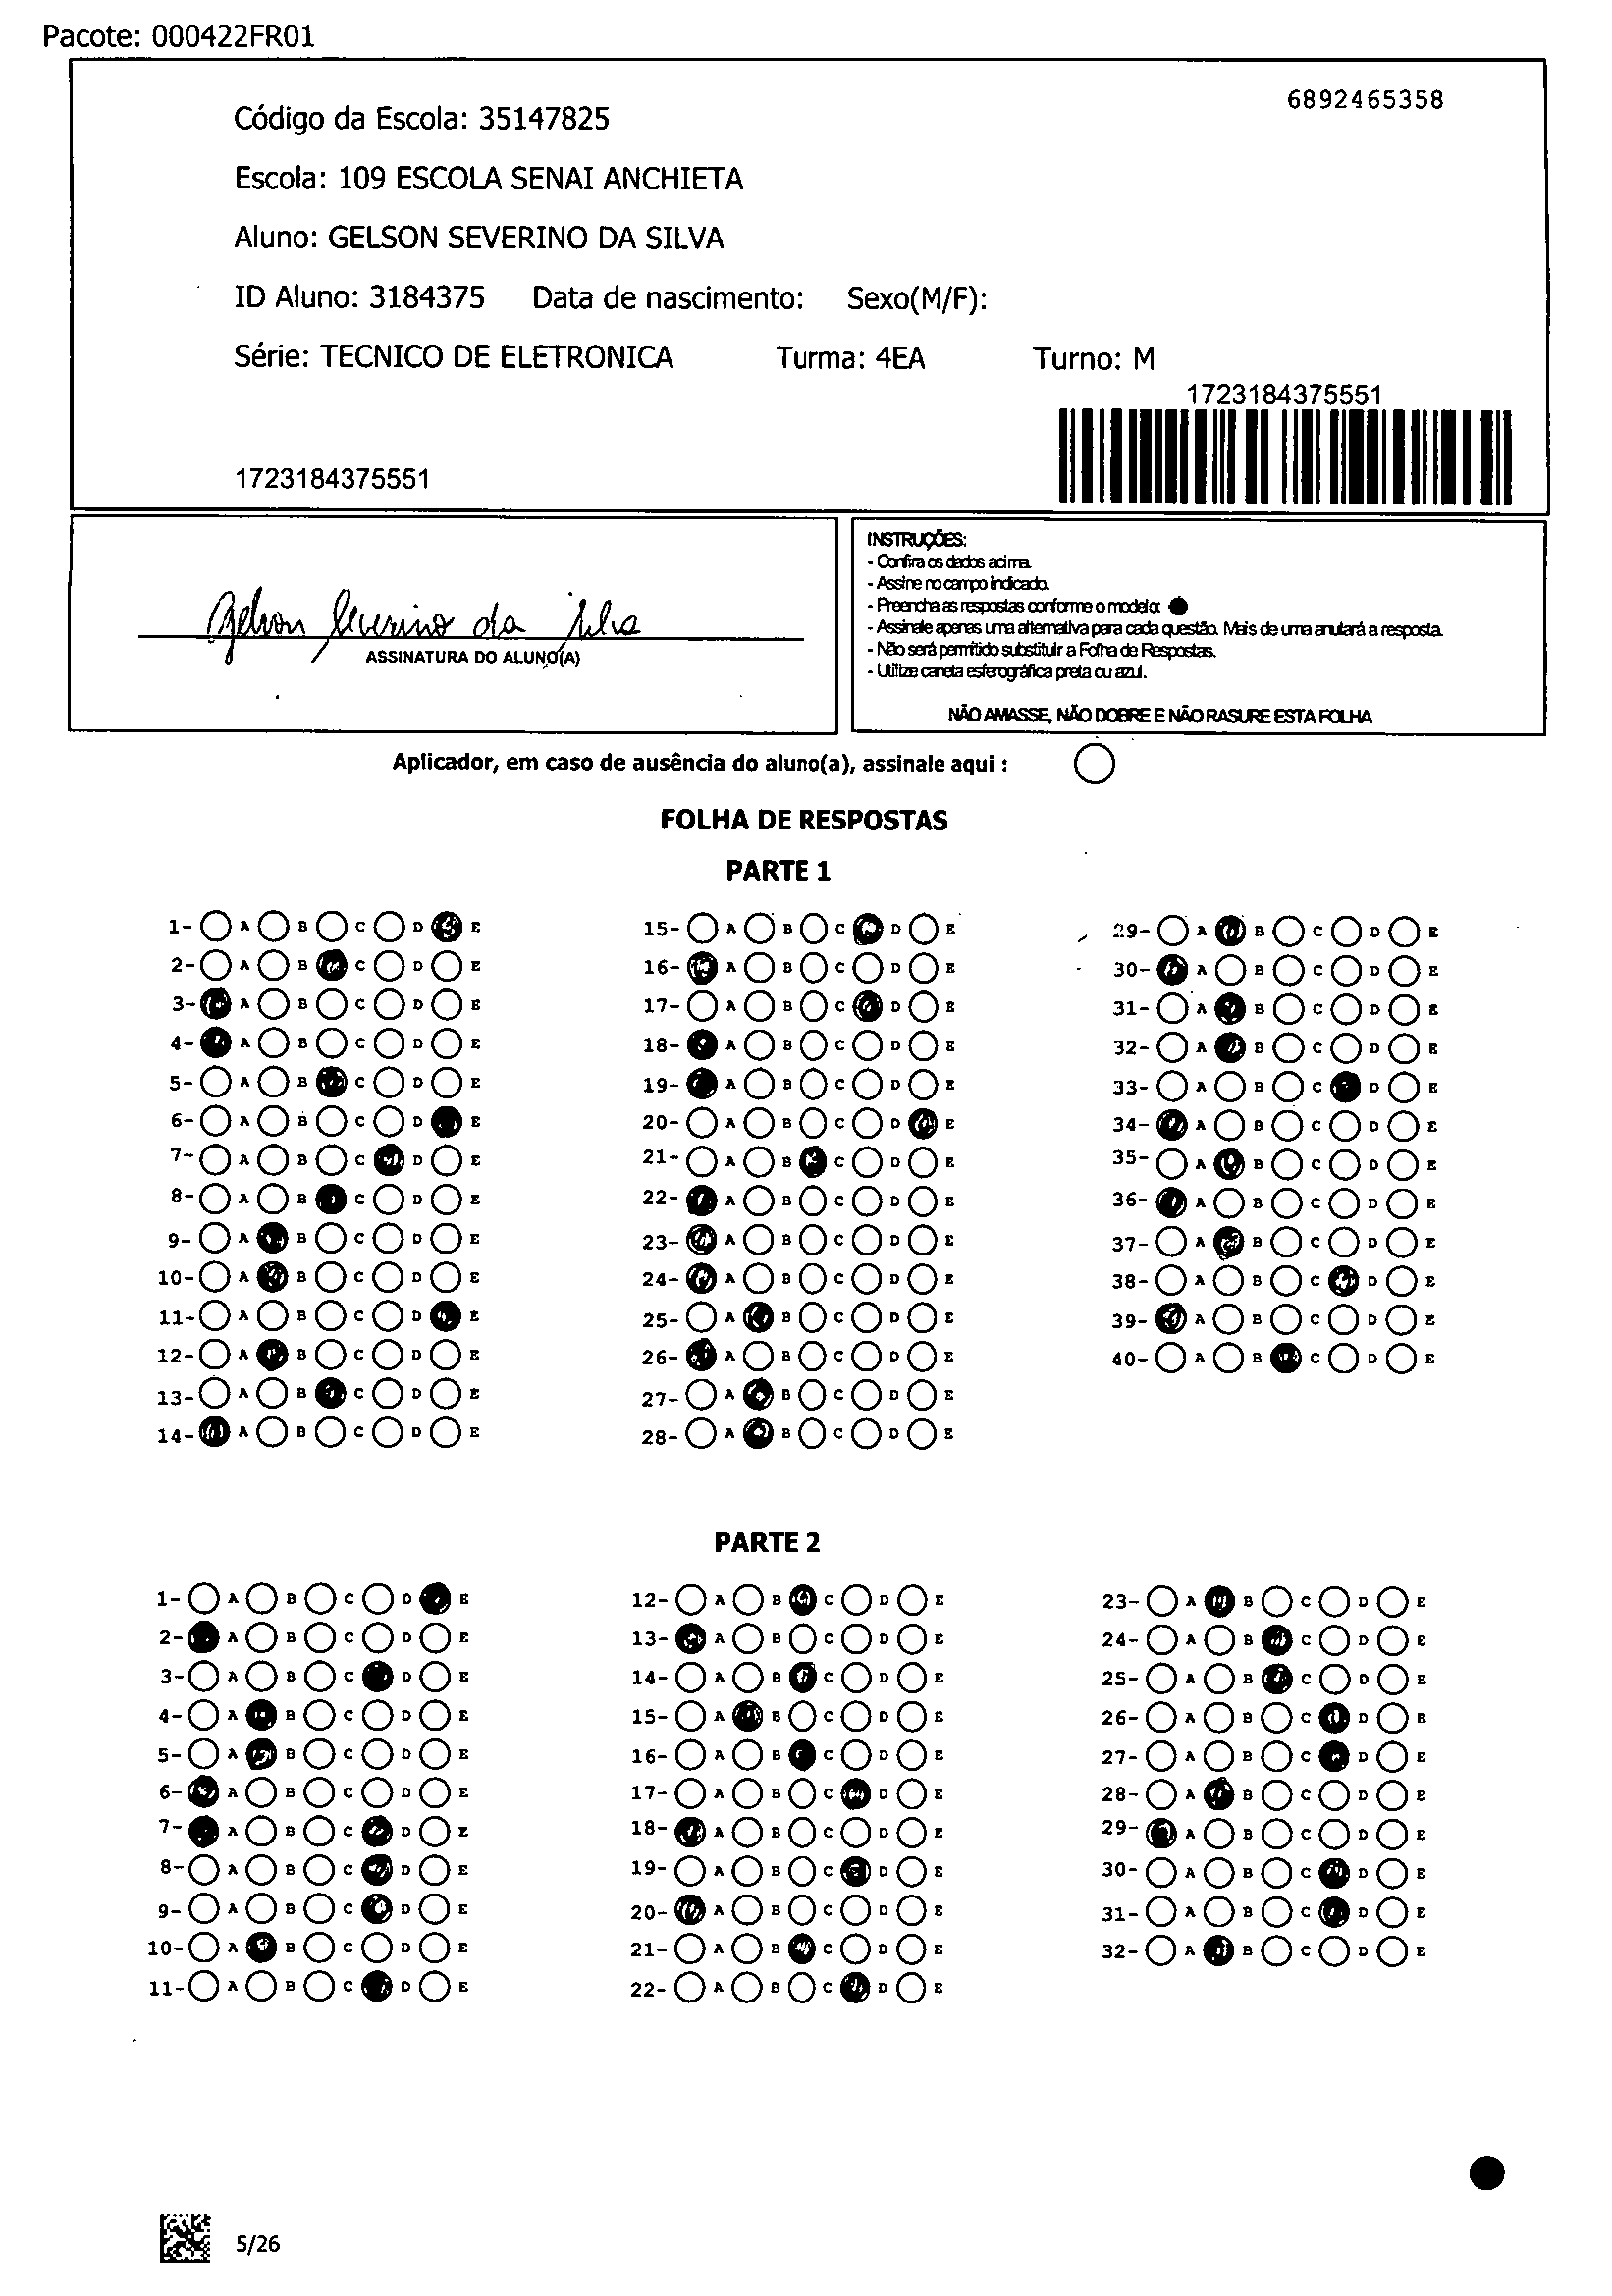 Pacote: 000422FR01
6892465358
Código da Escola: 35147825
Escola: 109 ESCOLA SENAI ANCHIETA
Aluno: GELSON SEVERINO DA SILVA
ID Aluno: 3184375 Data de nascimento: Sexo(M/F):
Série: TECNICO DE ELETRONICA Turma: 4EA Turno: M
1723184375551
1723184375551
Gelson Severino da Silva
ASSINATURA DO ALUNO(A)
INSTRUÇÕES:
- Confira os dados acima.
- Assine no campo indicado.
- Preencha as respostas conforme o modelo:
- Assinale apenas uma alternativa para cada questão. Mais de uma anulará a resposta.
- Não será permitido substituir a Folha de Respostas.
- Utilize caneta esferográfica preta ou azul.
NÃO AMASSE, NÃO DOBRE E NÃO RASURE ESTA FOLHA
Aplicador, em caso de ausência do aluno(a), assinale aqui :
FOLHA DE RESPOSTAS
PARTE 1
1- A B C D E
2- A B C D E
3- A B C D E
4- A B C D E
5- A B C D E
6- A B C D E
7- A B C D E
8- A B C D E
9- A B C D E
10- A B C D E
11- A B C D E
12- A B C D E
13- A B C D E
14- A B C D E
15- A B C D E
16- A B C D E
17- A B C D E
18- A B C D E
19- A B C D E
20- A B C D E
21- A B C D E
22- A B C D E
23- A B C D E
24- A B C D E
25- A B C D E
26- A B C D E
27- A B C D E
28- A B C D E
29- A B C D E
30- A B C D E
31- A B C D E
32- A B C D E
33- A B C D E
34- A B C D E
35- A B C D E
36- A B C D E
37- A B C D E
38- A B C D E
39- A B C D E
40- A B C D E
PARTE 2
1- A B C D E
2- A B C D E
3- A B C D E
4- A B C D E
5- A B C D E
6- A B C D E
7- A B C D E
8- A B C D E
9- A B C D E
10- A B C D E
11- A B C D E
12- A B C D E
13- A B C D E
14- A B C D E
15- A B C D E
16- A B C D E
17- A B C D E
18- A B C D E
19- A B C D E
20- A B C D E
21- A B C D E
22- A B C D E
23- A B C D E
24- A B C D E
25- A B C D E
26- A B C D E
27- A B C D E
28- A B C D E
29- A B C D E
30- A B C D E
31- A B C D E
32- A B C D E
5/26